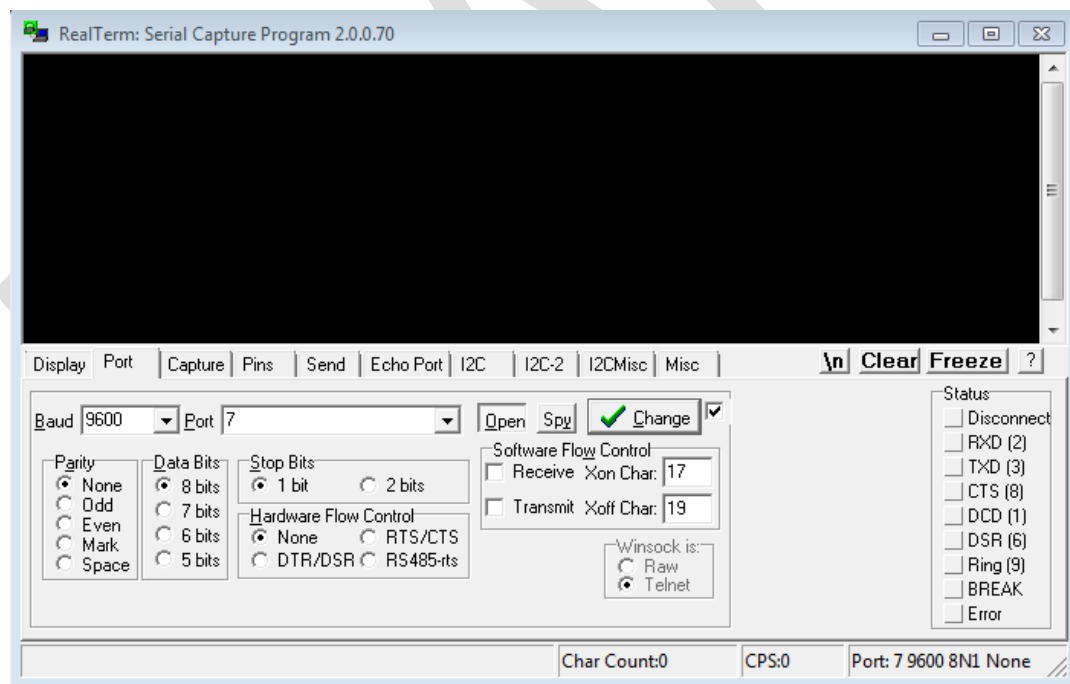 RealTerm: Serial Capture Program 2.0.0.70
Display Port Capture Pins Send Echo Port I2C I2C-2 I2CMisc Misc \n Clear Freeze ?
Baud 9600 Port 7 Open Spy Change
Parity
None
Odd
Even
Mark
Space
Data Bits
8 bits
7 bits
6 bits
5 bits
Stop Bits
1 bit 2 bits
Hardware Flow Control
None RTS/CTS
DTR/DSR RS485-rts
Software Flow Control
Receive Xon Char: 17
Transmit Xoff Char: 19
Winsock is:
Raw
Telnet
Status
Disconnect
RXD (2)
TXD (3)
CTS (8)
DCD (1)
DSR (6)
Ring (9)
BREAK
Error
Char Count:0 CPS:0 Port: 7 9600 8N1 None